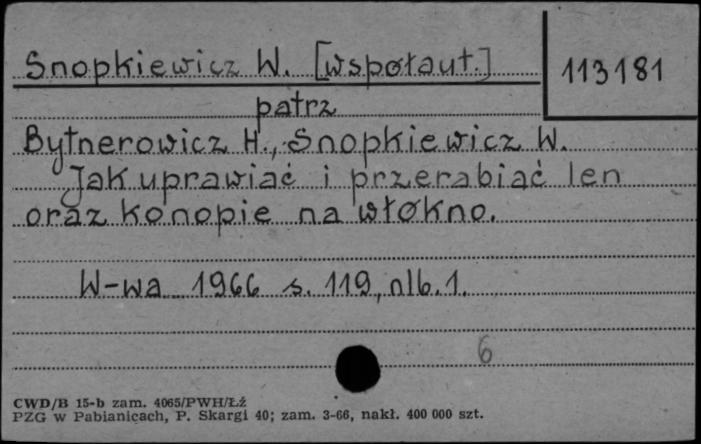 Snopkiewicz W. [współaut.]
113181
patrz
Bytnerowicz H., Snopkiewicz W.
Jak uprawiać i przerabiać len
oraz konopie na włókno.
W-wa 1966 s. 119, nlb. 1.
6
CWD/B 15-b zam. 4065/PWH/Łź
PZG w Pabianicach, P. Skargi 40; zam. 3-66, nakł. 400 000 szt.